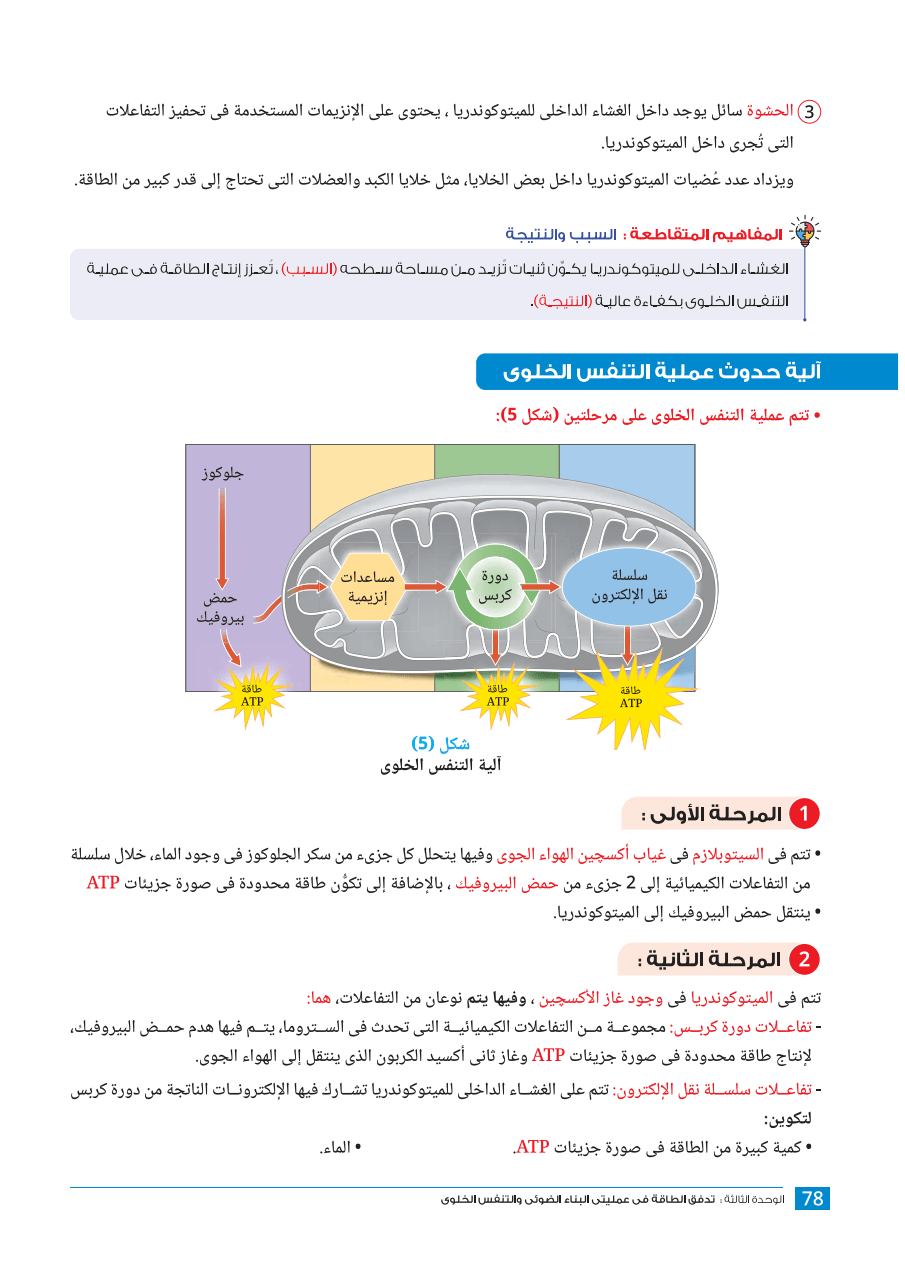 3 الحشوة سائل يوجد داخل الغشاء الداخلى للميتوكوندريا ، يحتوى على الإنزيمات المستخدمة فى تحفيز التفاعلات
التى تُجرى داخل الميتوكوندريا.
ويزداد عدد عُضيات الميتوكوندريا داخل بعض الخلايا، مثل خلايا الكبد والعضلات التى تحتاج إلى قدر كبير من الطاقة.
المفاهيم المتقاطعة : السبب والنتيجة
الغشاء الداخلى للميتوكوندريا يكوِّن ثنيات تُزيد من مساحة سطحه (السبب) ، تُعزز إنتاج الطاقة فى عملية
التنفس الخلوى بكفاءة عالية (النتيجة).
آلية حدوث عملية التنفس الخلوى
• تتم عملية التنفس الخلوى على مرحلتين (شكل 5):
جلوكوز
حمض
بيروفيك
طاقة
ATP
مساعدات
إنزيمية
دورة
كربس
طاقة
ATP
سلسلة
نقل الإلكترون
طاقة
ATP
شكل (5)
آلية التنفس الخلوى
1 المرحلة الأولى :
• تتم فى السيتوبلازم فى غياب أكسچين الهواء الجوى وفيها يتحلل كل جزىء من سكر الجلوكوز فى وجود الماء، خلال سلسلة
من التفاعلات الكيميائية إلى 2 جزىء من حمض البيروفيك ، بالإضافة إلى تكوُّن طاقة محدودة فى صورة جزيئات ATP
• ينتقل حمض البيروفيك إلى الميتوكوندريا.
2 المرحلة الثانية :
تتم فى الميتوكوندريا فى وجود غاز الأكسچين ، وفيها يتم نوعان من التفاعلات، هما:
- تفاعلات دورة كربس: مجموعة من التفاعلات الكيميائية التى تحدث فى الستروما، يتم فيها هدم حمض البيروفيك،
لإنتاج طاقة محدودة فى صورة جزيئات ATP وغاز ثانى أكسيد الكربون الذى ينتقل إلى الهواء الجوى.
- تفاعلات سلسلة نقل الإلكترون: تتم على الغشاء الداخلى للميتوكوندريا تشارك فيها الإلكترونات الناتجة من دورة كربس
لتكوين:
• كمية كبيرة من الطاقة فى صورة جزيئات ATP. • الماء.
78 الوحدة الثالثة : تدفق الطاقة فى عمليتى البناء الضوئى والتنفس الخلوى